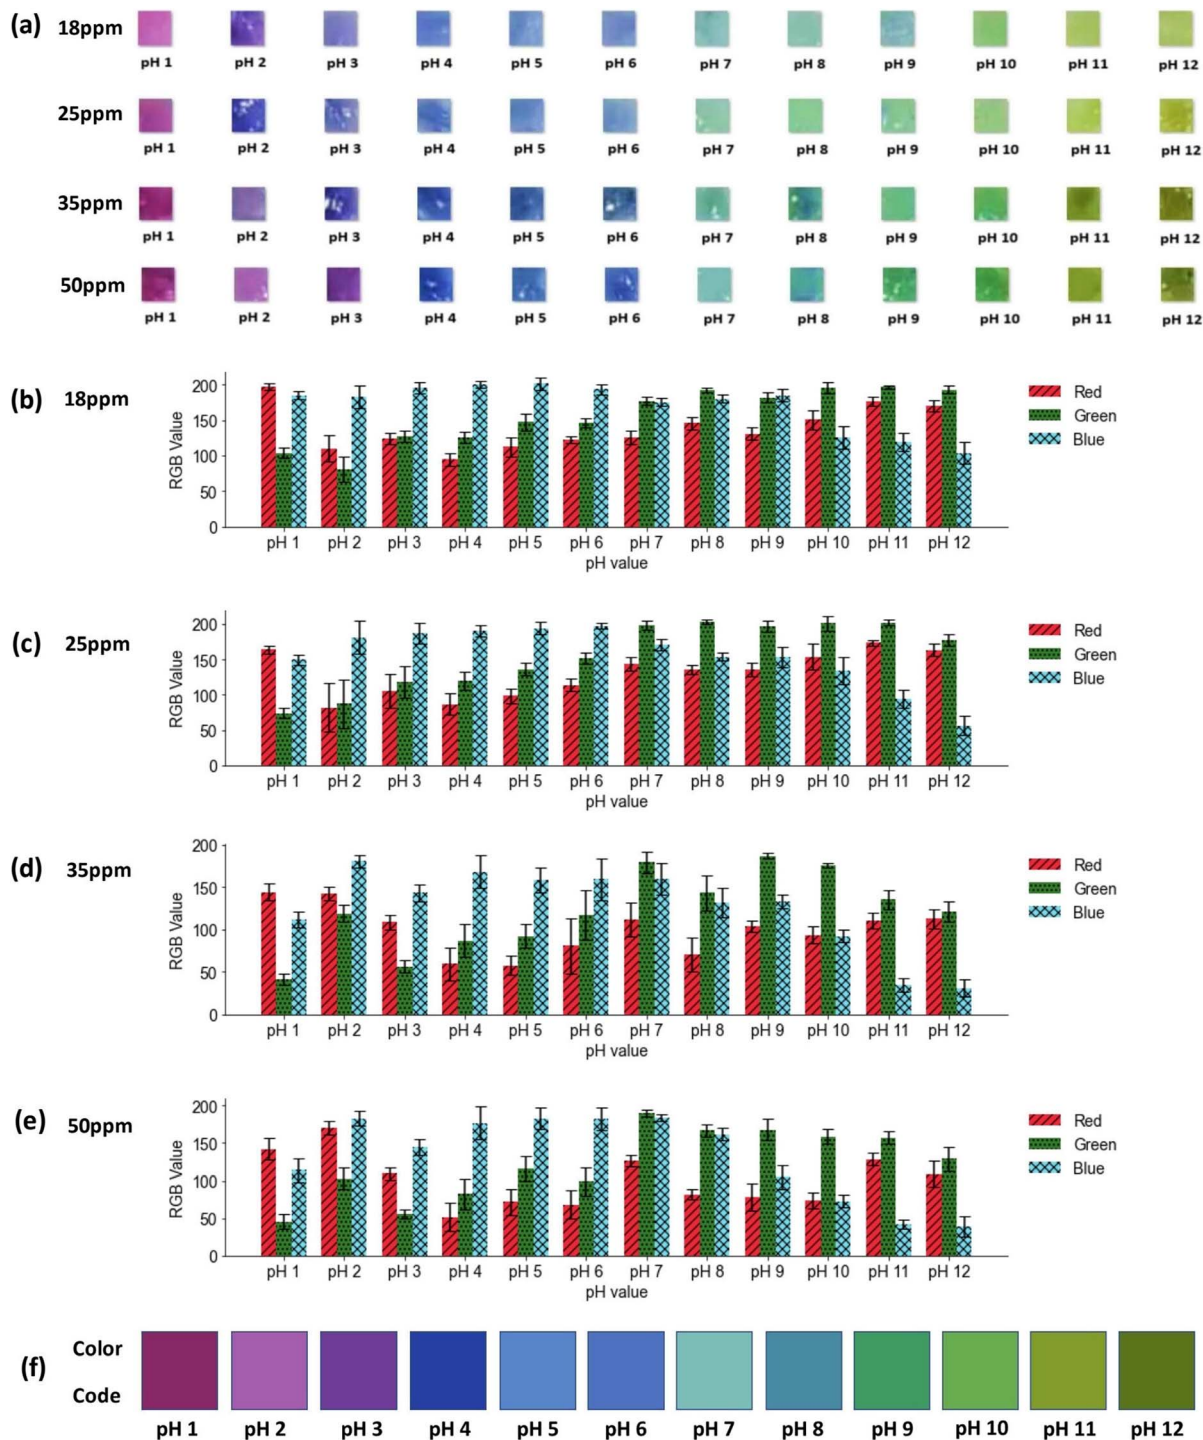 (a) 18ppm
pH 1 pH 2 pH 3 pH 4 pH 5 pH 6 pH 7 pH 8 pH 9 pH 10 pH 11 pH 12
25ppm
pH 1 pH 2 pH 3 pH 4 pH 5 pH 6 pH 7 pH 8 pH 9 pH 10 pH 11 pH 12
35ppm
pH 1 pH 2 pH 3 pH 4 pH 5 pH 6 pH 7 pH 8 pH 9 pH 10 pH 11 pH 12
50ppm
pH 1 pH 2 pH 3 pH 4 pH 5 pH 6 pH 7 pH 8 pH 9 pH 10 pH 11 pH 12
(b) 18ppm
RGB Value
200
150
100
50
0
pH 1 pH 2 pH 3 pH 4 pH 5 pH 6 pH 7 pH 8 pH 9 pH 10 pH 11 pH 12
pH value
Red
Green
Blue
(c) 25ppm
RGB Value
200
150
100
50
0
pH 1 pH 2 pH 3 pH 4 pH 5 pH 6 pH 7 pH 8 pH 9 pH 10 pH 11 pH 12
pH value
Red
Green
Blue
(d) 35ppm
RGB Value
200
150
100
50
0
pH 1 pH 2 pH 3 pH 4 pH 5 pH 6 pH 7 pH 8 pH 9 pH 10 pH 11 pH 12
pH value
Red
Green
Blue
(e) 50ppm
RGB Value
200
150
100
50
0
pH 1 pH 2 pH 3 pH 4 pH 5 pH 6 pH 7 pH 8 pH 9 pH 10 pH 11 pH 12
pH value
Red
Green
Blue
(f) Color
Code
pH 1 pH 2 pH 3 pH 4 pH 5 pH 6 pH 7 pH 8 pH 9 pH 10 pH 11 pH 12